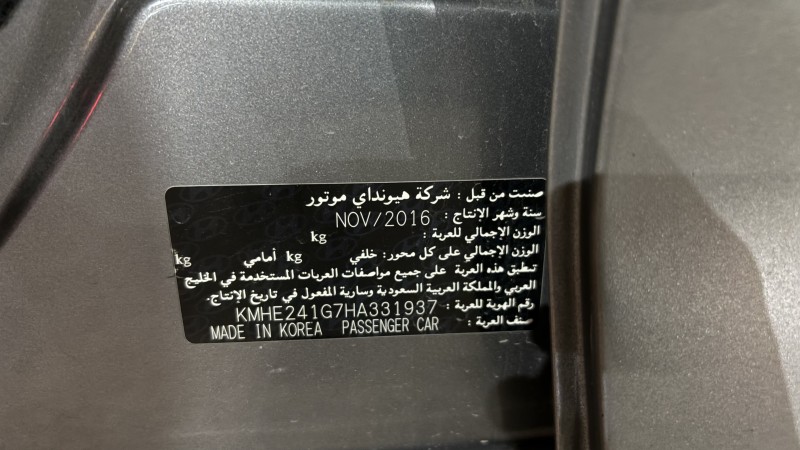 صنعت من قبل : شركة هيونداي موتور
سنة وشهر الإنتاج : NOV/2016
الوزن الإجمالي للعربة : kg
الوزن الإجمالي على كل محور: خلفي kg أمامي kg
تطبق هذه العربة على جميع مواصفات العربات المستخدمة في الخليج
العربي والمملكة العربية السعودية وسارية المفعول في تاريخ الإنتاج.
رقم الهوية للعربة : KMHE241G7HA331937
صنف العربة : MADE IN KOREA PASSENGER CAR